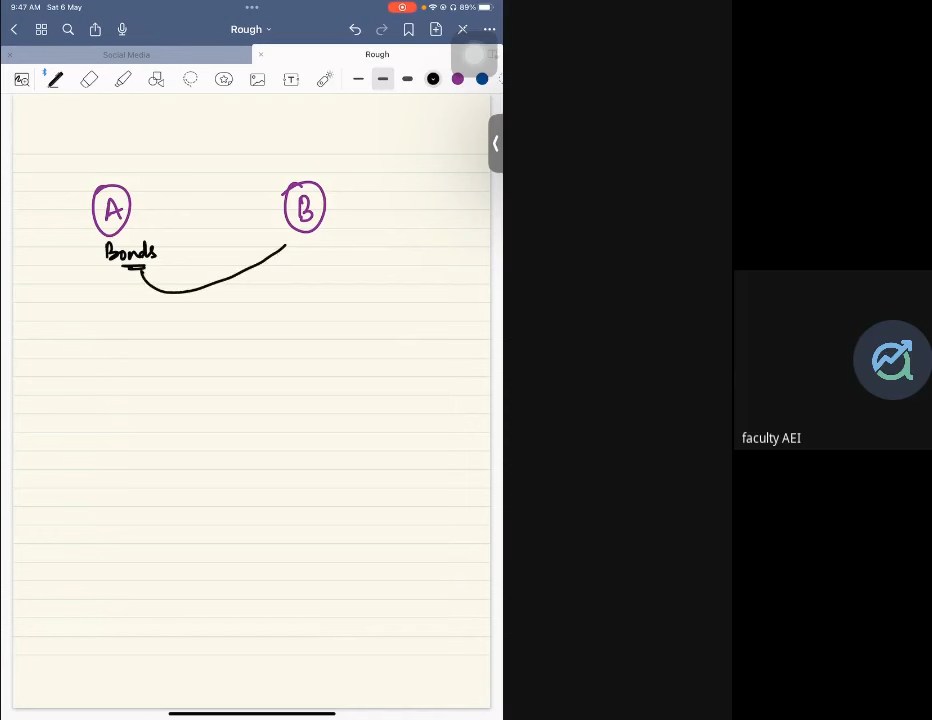 9:47 AM Sat 6 May
89%
Rough
Social Media
Rough
T
A
B
Bonds
faculty AEI